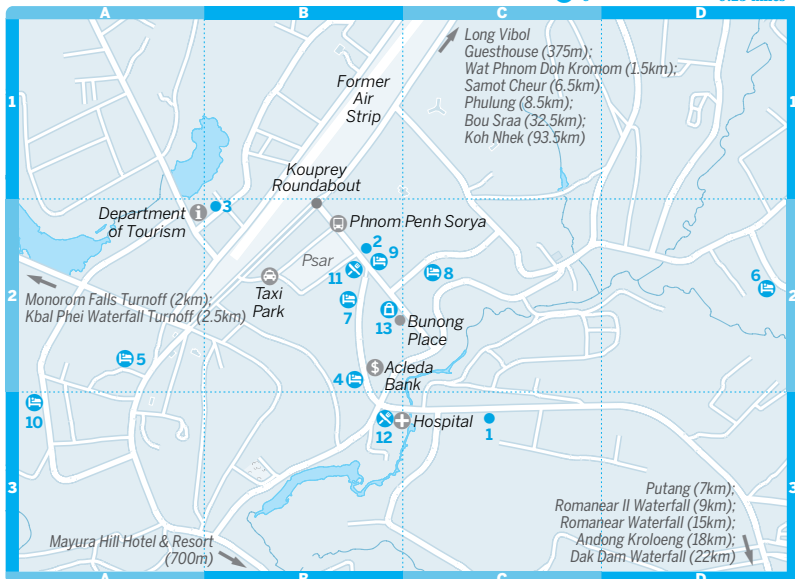 A
B
C
D
1
1
Long Vibol
Guesthouse (375m);
Wat Phnom Doh Kromom (1.5km);
Samot Cheur (6.5km);
Phulung (8.5km);
Bou Sraa (32.5km);
Koh Nhek (93.5km)
Former
Air
Strip
Kouprey
Roundabout
3
Department
of Tourism
Phnom Penh Sorya
2
9
Psar
11
8
6
Taxi
Park
2
2
Monorom Falls Turnoff (2km);
Kbal Phei Waterfall Turnoff (2.5km)
7
13
Bunong
Place
5
4
Acleda
Bank
10
12
Hospital
1
3
3
Putang (7km);
Romanear II Waterfall (9km);
Romanear Waterfall (15km);
Andong Kroloeng (18km);
Dak Dam Waterfall (22km)
Mayura Hill Hotel & Resort
(700m)
A
B
C
D